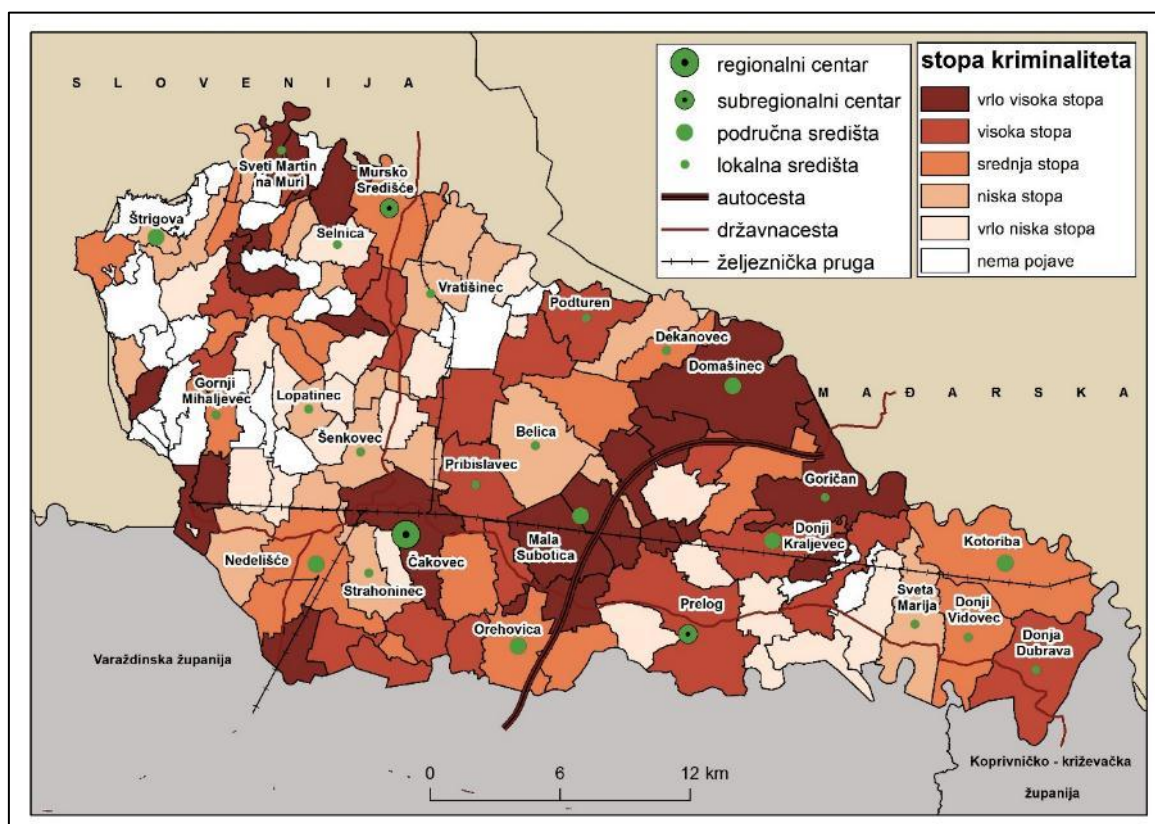 regionalni centar
subregionalni centar
područna središta
lokalna središta
autocesta
državnacesta
željeznička pruga
stopa kriminaliteta
vrlo visoka stopa
visoka stopa
srednja stopa
niska stopa
vrlo niska stopa
nema pojave
SLOVENIJA
Sveti Martin
na Muri
Mursko
Središće
Štrigova
Selnica
Vratišinec
Podturen
Dekanovec
Domašinec
MAĐARSKA
Gornji
Mihaljevec
Lopatinec
Šenkovec
Belica
Pribislavec
Goričan
Mala
Subotica
Donji
Kraljevec
Kotoriba
Nedelišće
Čakovec
Strahoninec
Prelog
Sveta
Marija
Donji
Vidovec
Orehovica
Donja
Dubrava
Varaždinska županija
Koprivničko - križevačka
županija
0 6 12 km